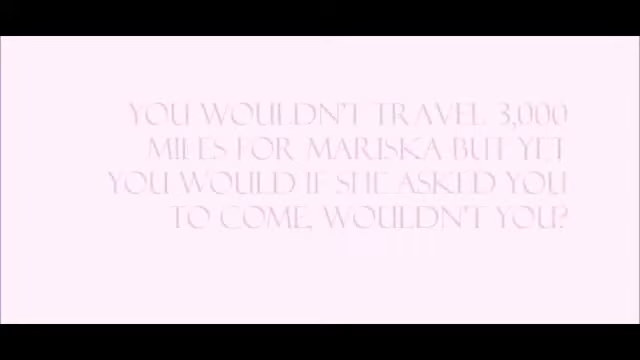 YOU WOULDN'T TRAVEL 3,000
MILES FOR MARISKA BUT YET
YOU WOULD IF SHE ASKED YOU
TO COME, WOULDN'T YOU?